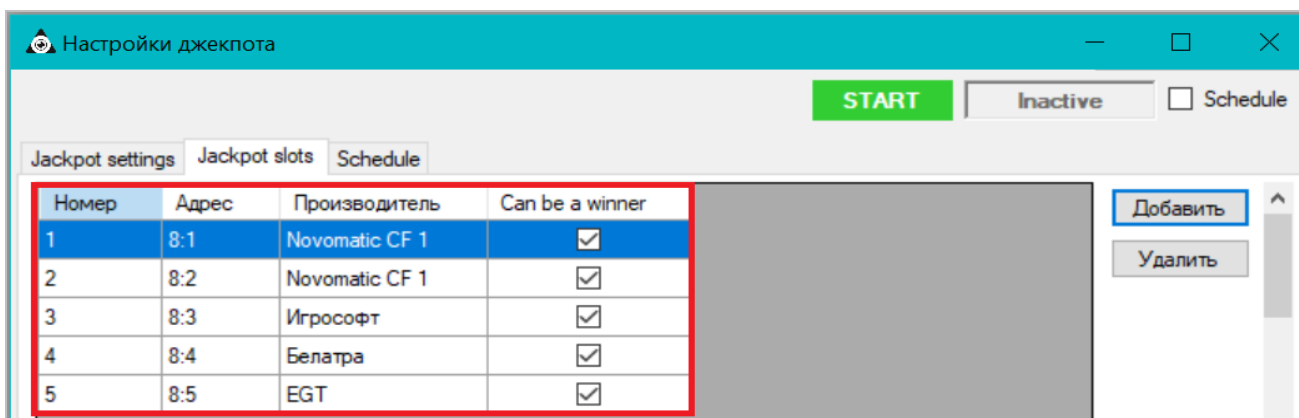 Настройки джекпота
START Inactive Schedule
Jackpot settings Jackpot slots Schedule
Номер Адрес Производитель Can be a winner Добавить
1 8:1 Novomatic CF 1
Удалить
2 8:2 Novomatic CF 1
3 8:3 Игрософт
4 8:4 Белатра
5 8:5 EGT